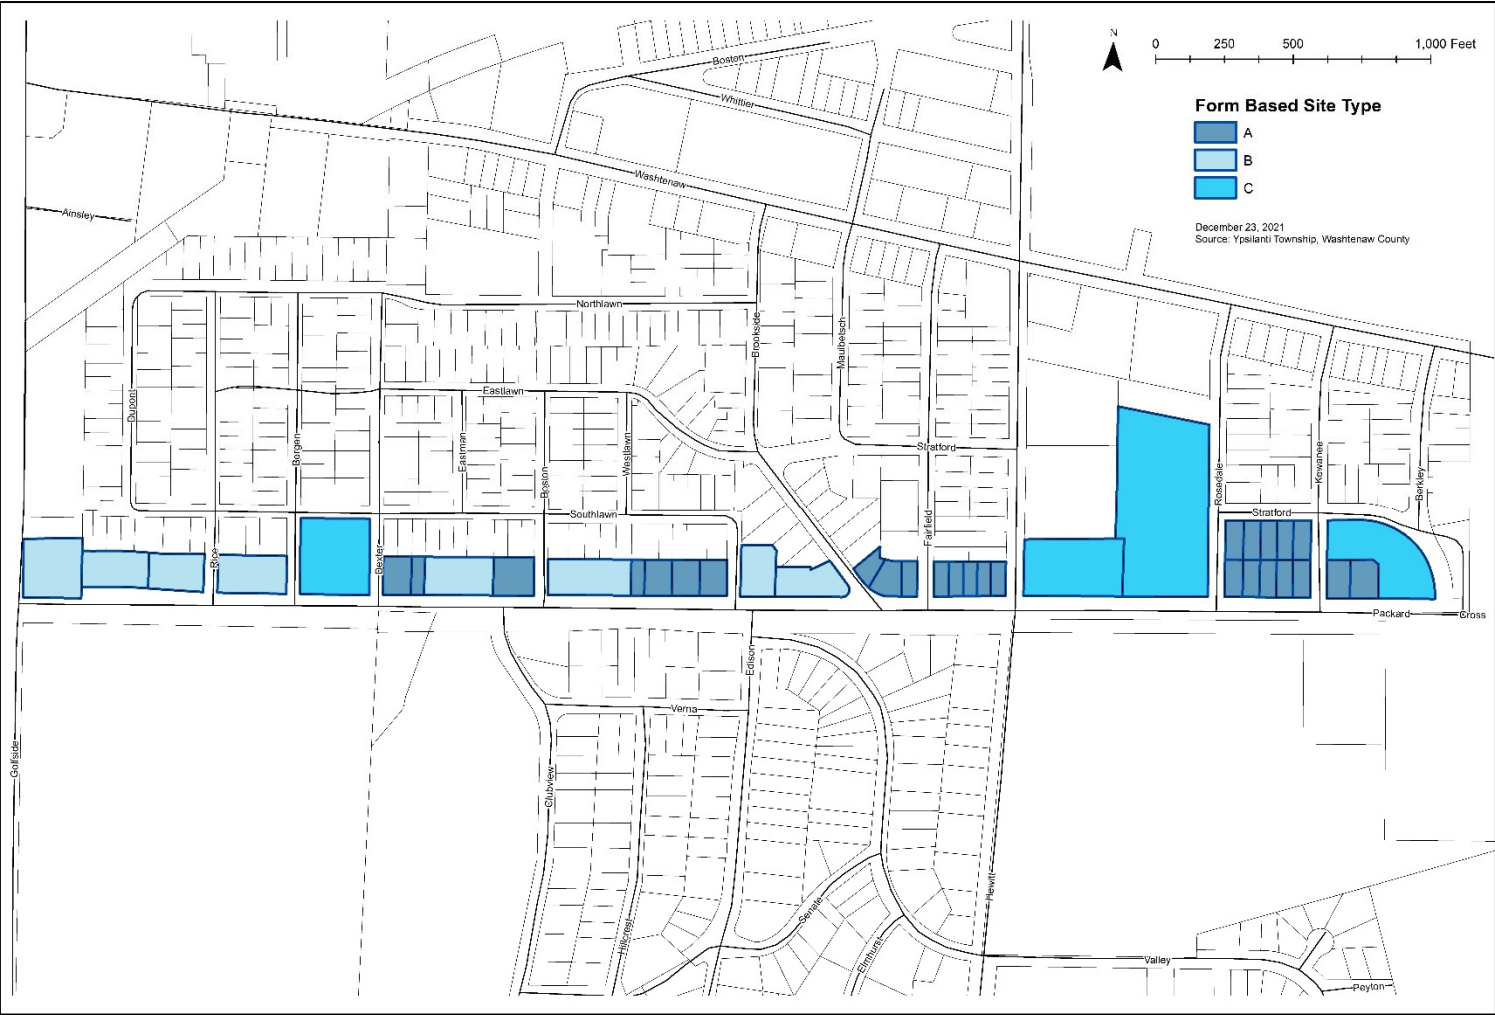 N
0 250 500 1,000 Feet
Form Based Site Type
A
B
C
December 23, 2021
Source: Ypsilanti Township, Washtenaw County
Boston
Whittier
Washtenaw
Ainsley
Northlawn
Brookside
Maulbetsch
Eastlawn
Dupont
Bergen
Eastman
Boston
Westlawn
Stratford
Rosedale
Kewanee
Berkley
Southlawn
Fairfield
Stratford
Rice
Dexter
Packard
Cross
Edison
Verna
Golfside
Clubview
Hewitt
Senate
Hillcrest
Elmhurst
Valley
Peyton